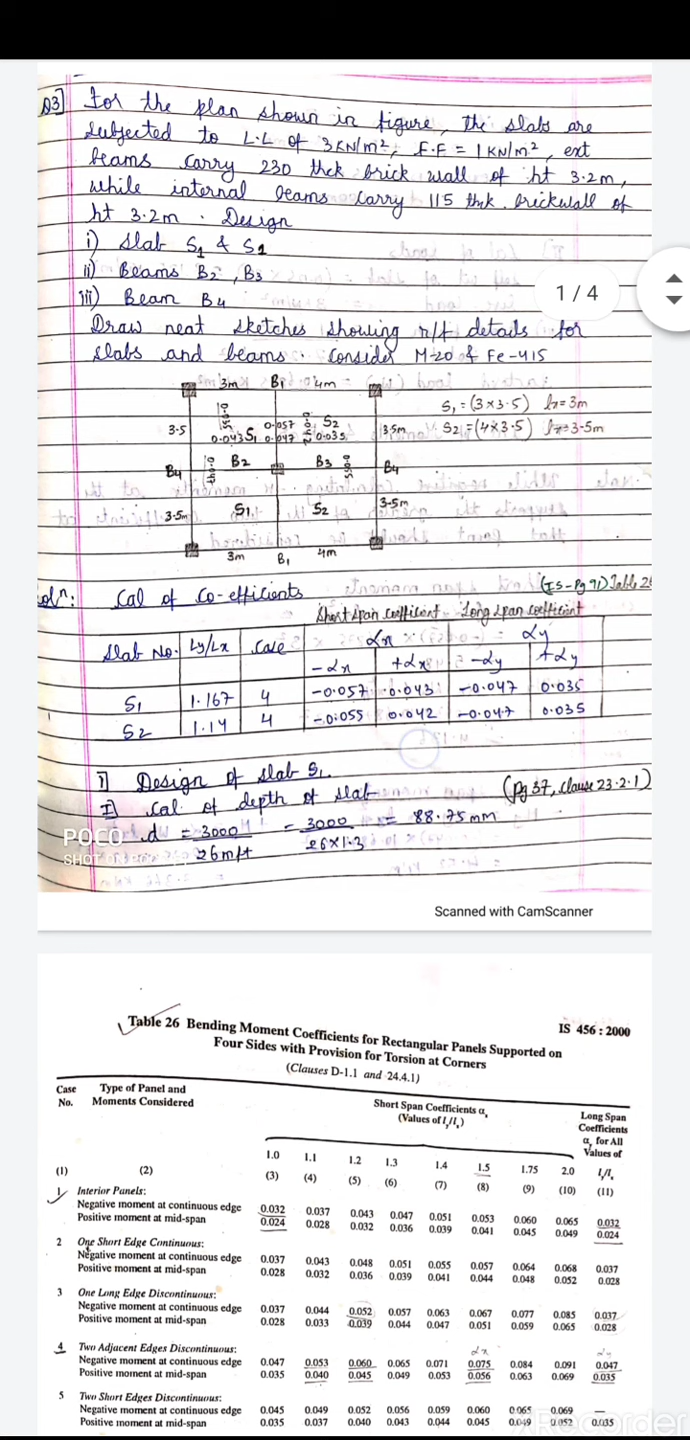 Q3] For the plan shown in figure, the slabs are
subjected to L.L of 3 KN/m², F.F = 1 KN/m², ext
beams carry 230 thck brick wall of ht 3.2m,
while internal beams carry 115 thk brickwall of
ht 3.2m. Design
i) Slab S1 & S2
ii) Beams B2, B3
iii) Beam B4
1 / 4
Draw neat sketches showing r/f details for
slabs and beams. Consider M-20 & Fe-415
3m B1 4m
S1 = (3 x 3.5) lx = 3m
3.5 0.057 S2 3.5m
S2 = (4 x 3.5) lx = 3.5m
0.043 S1 0.047 0.035
B4 B2 B3 B4
3.5m S1 S2 3.5m
3m B1 4m
Soln: Cal of Co-efficients (IS-Pg 91) Table 26
Short span coefficient Long span coefficient
Slab No. Ly/Lx Case αx αy
-αx +αx -αy +αy
S1 1.167 4 -0.057 0.043 -0.047 0.035
S2 1.14 4 -0.055 0.042 -0.047 0.035
1) Design of slab S1.
I) Cal of depth of slab (Pg 37, clause 23.2.1)
d = 3000 = 3000 = 88.75 mm
26 m/f 26 x 1.3
POCO
SHOT
Scanned with CamScanner
IS 456 : 2000
Table 26 Bending Moment Coefficients for Rectangular Panels Supported on
Four Sides with Provision for Torsion at Corners
(Clauses D-1.1 and 24.4.1)
Case Type of Panel and Short Span Coefficients αx Long Span
No. Moments Considered (Values of ly/lx) Coefficients
αy for All
Values of
1.0 1.1 1.2 1.3 1.4 1.5 1.75 2.0 ly/lx
(1) (2) (3) (4) (5) (6) (7) (8) (9) (10) (11)
1 Interior Panels:
Negative moment at continuous edge 0.032 0.037 0.043 0.047 0.051 0.053 0.060 0.065 0.032
Positive moment at mid-span 0.024 0.028 0.032 0.036 0.039 0.041 0.045 0.049 0.024
2 One Short Edge Continuous:
Negative moment at continuous edge 0.037 0.043 0.048 0.051 0.055 0.057 0.064 0.068 0.037
Positive moment at mid-span 0.028 0.032 0.036 0.039 0.041 0.044 0.048 0.052 0.028
3 One Long Edge Discontinuous:
Negative moment at continuous edge 0.037 0.044 0.052 0.057 0.063 0.067 0.077 0.085 0.037
Positive moment at mid-span 0.028 0.033 0.039 0.044 0.047 0.051 0.059 0.065 0.028
4 Two Adjacent Edges Discontinuous: αx αy
Negative moment at continuous edge 0.047 0.053 0.060 0.065 0.071 0.075 0.084 0.091 0.047
Positive moment at mid-span 0.035 0.040 0.045 0.049 0.053 0.056 0.063 0.069 0.035
5 Two Short Edges Discontinuous:
Negative moment at continuous edge 0.045 0.049 0.052 0.056 0.059 0.060 0.065 0.069 —
Positive moment at mid-span 0.035 0.037 0.040 0.043 0.044 0.045 0.049 0.052 0.035